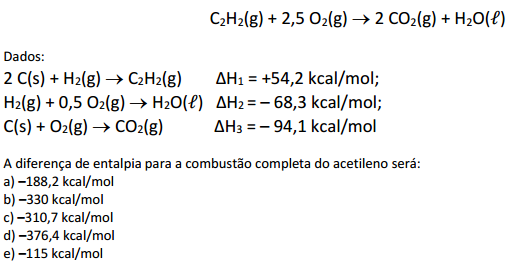 C₂H₂(g) + 2,5 O₂(g) → 2 CO₂(g) + H₂O(ℓ)
Dados:
2 C(s) + H₂(g) → C₂H₂(g) ΔH₁ = +54,2 kcal/mol;
H₂(g) + 0,5 O₂(g) → H₂O(ℓ) ΔH₂ = – 68,3 kcal/mol;
C(s) + O₂(g) → CO₂(g) ΔH₃ = – 94,1 kcal/mol
A diferença de entalpia para a combustão completa do acetileno será:
a) –188,2 kcal/mol
b) –330 kcal/mol
c) –310,7 kcal/mol
d) –376,4 kcal/mol
e) –115 kcal/mol